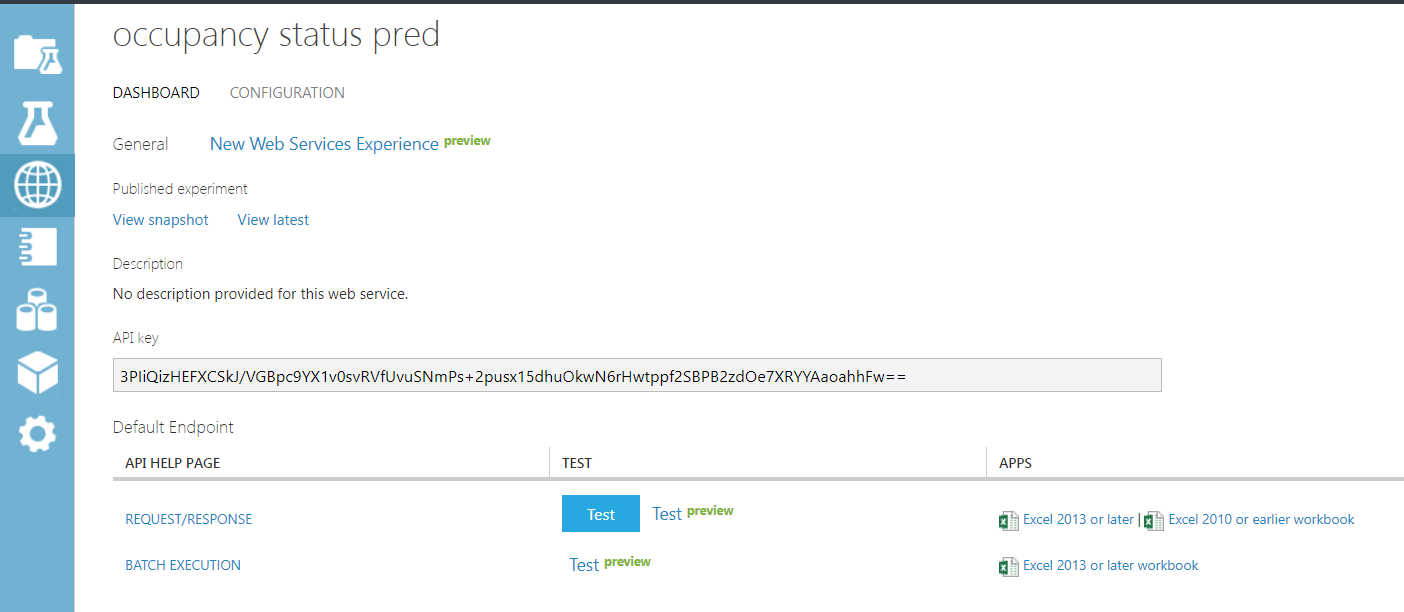 occupancy status pred
DASHBOARD CONFIGURATION
General New Web Services Experience preview
Published experiment
View snapshot View latest
Description
No description provided for this web service.
API key
3PIiQizHEFXCSkJ/VGBpc9YX1v0svRVfUvuSNmPs+2pusx15dhuOkwN6rHwtppf2SBPB2zdOe7XRYYAaoahhFw==
Default Endpoint
API HELP PAGE TEST APPS
REQUEST/RESPONSE Test Test preview Excel 2013 or later | Excel 2010 or earlier workbook
BATCH EXECUTION Test preview Excel 2013 or later workbook